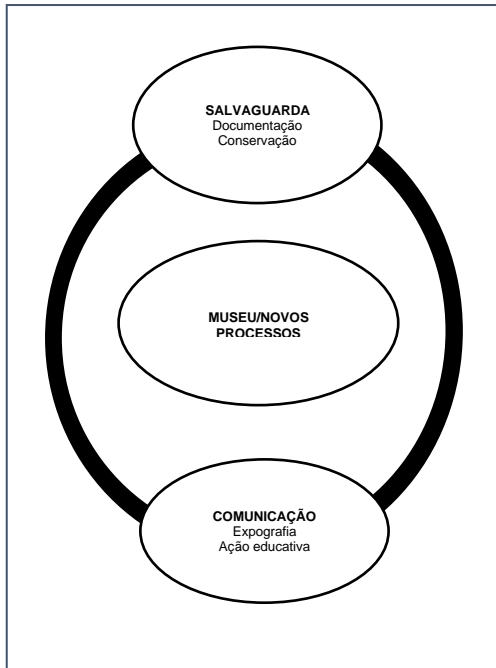 SALVAGUARDA
Documentação
Conservação
MUSEU/NOVOS
PROCESSOS
COMUNICAÇÃO
Expografia
Ação educativa